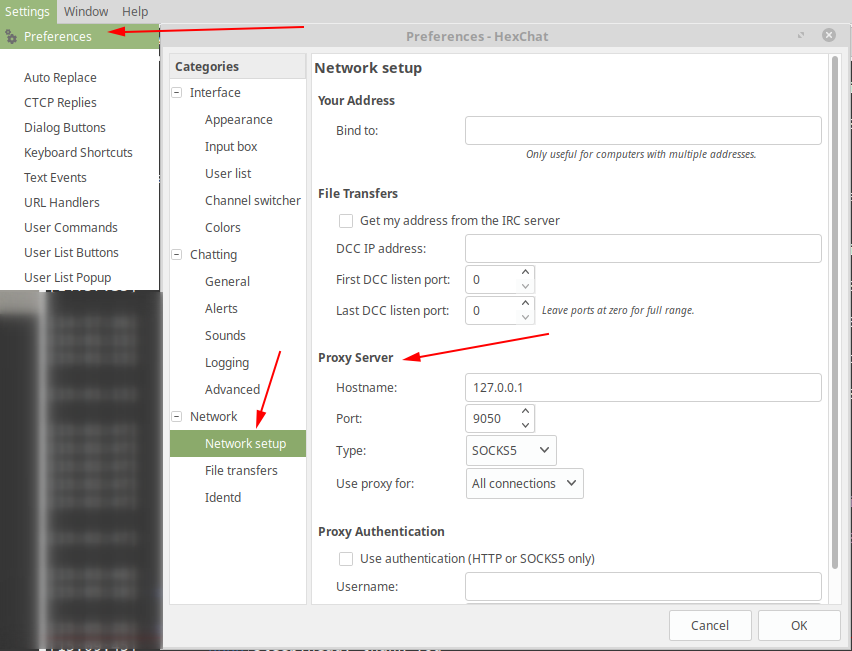 Settings Window Help
Preferences
Auto Replace
CTCP Replies
Dialog Buttons
Keyboard Shortcuts
Text Events
URL Handlers
User Commands
User List Buttons
User List Popup
Preferences - HexChat
Categories
Interface
Appearance
Input box
User list
Channel switcher
Colors
Chatting
General
Alerts
Sounds
Logging
Advanced
Network
Network setup
File transfers
Identd
Network setup
Your Address
Bind to:
Only useful for computers with multiple addresses.
File Transfers
Get my address from the IRC server
DCC IP address:
First DCC listen port: 0
Last DCC listen port: 0 Leave ports at zero for full range.
Proxy Server
Hostname: 127.0.0.1
Port: 9050
Type: SOCKS5
Use proxy for: All connections
Proxy Authentication
Use authentication (HTTP or SOCKS5 only)
Username:
Cancel OK